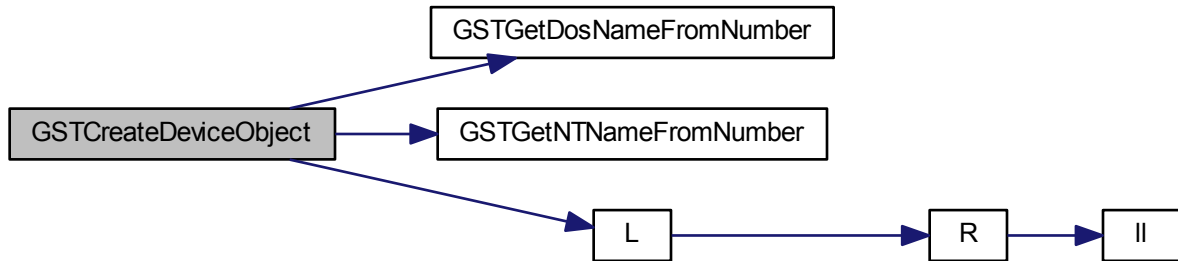 GSTGetDosNameFromNumber
GSTCreateDeviceObject
GSTGetNTNameFromNumber
L
R
ll